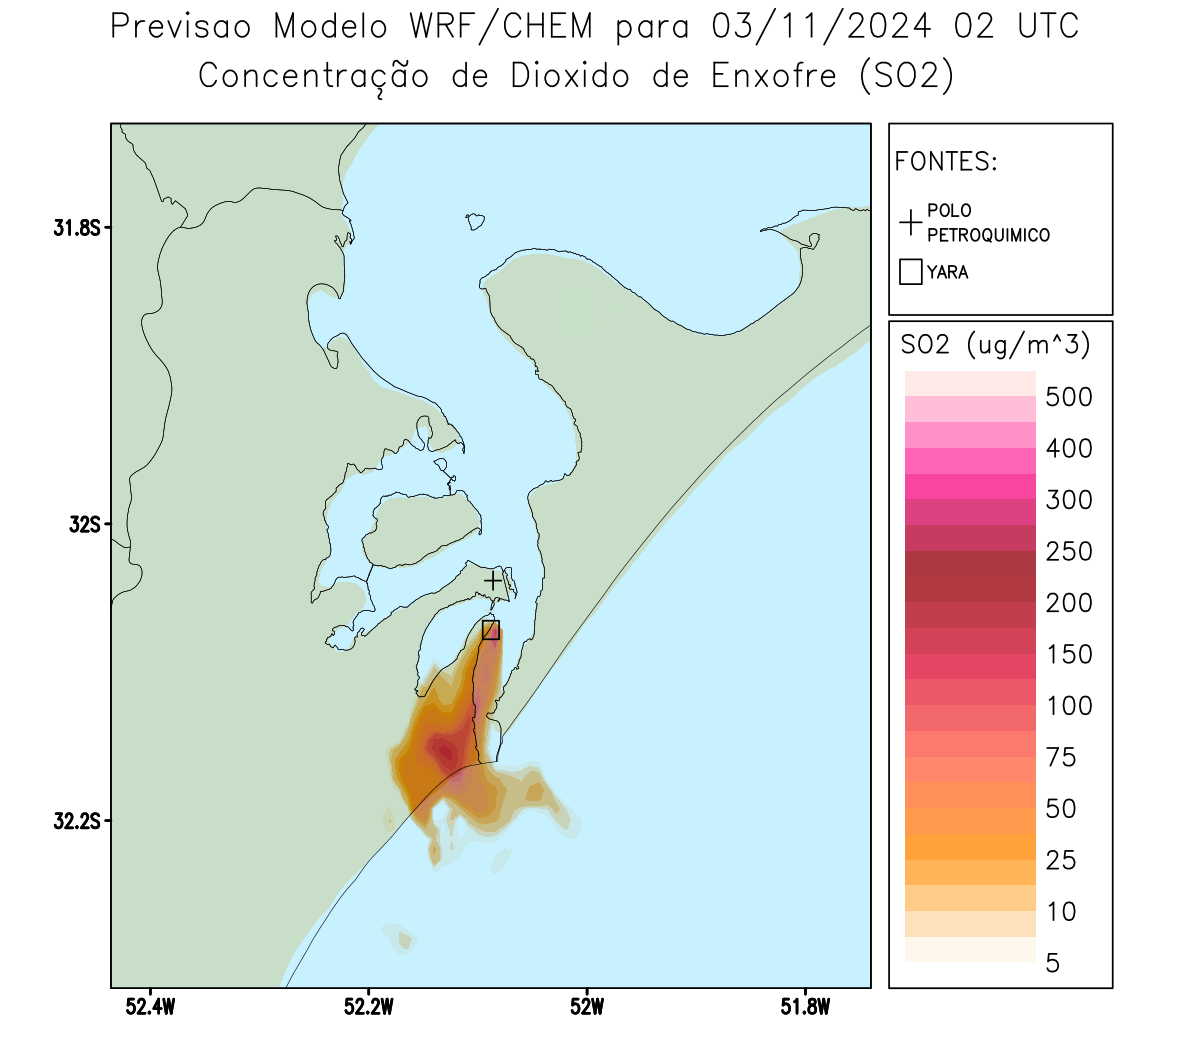 Previsao Modelo WRF/CHEM para 03/11/2024 02 UTC
Concentração de Dioxido de Enxofre (SO2)
FONTES:
POLO
PETROQUIMICO
YARA
SO2 (ug/m^3)
500
400
300
250
200
150
100
75
50
25
10
5
31.8S
32S
32.2S
52.4W
52.2W
52W
51.8W